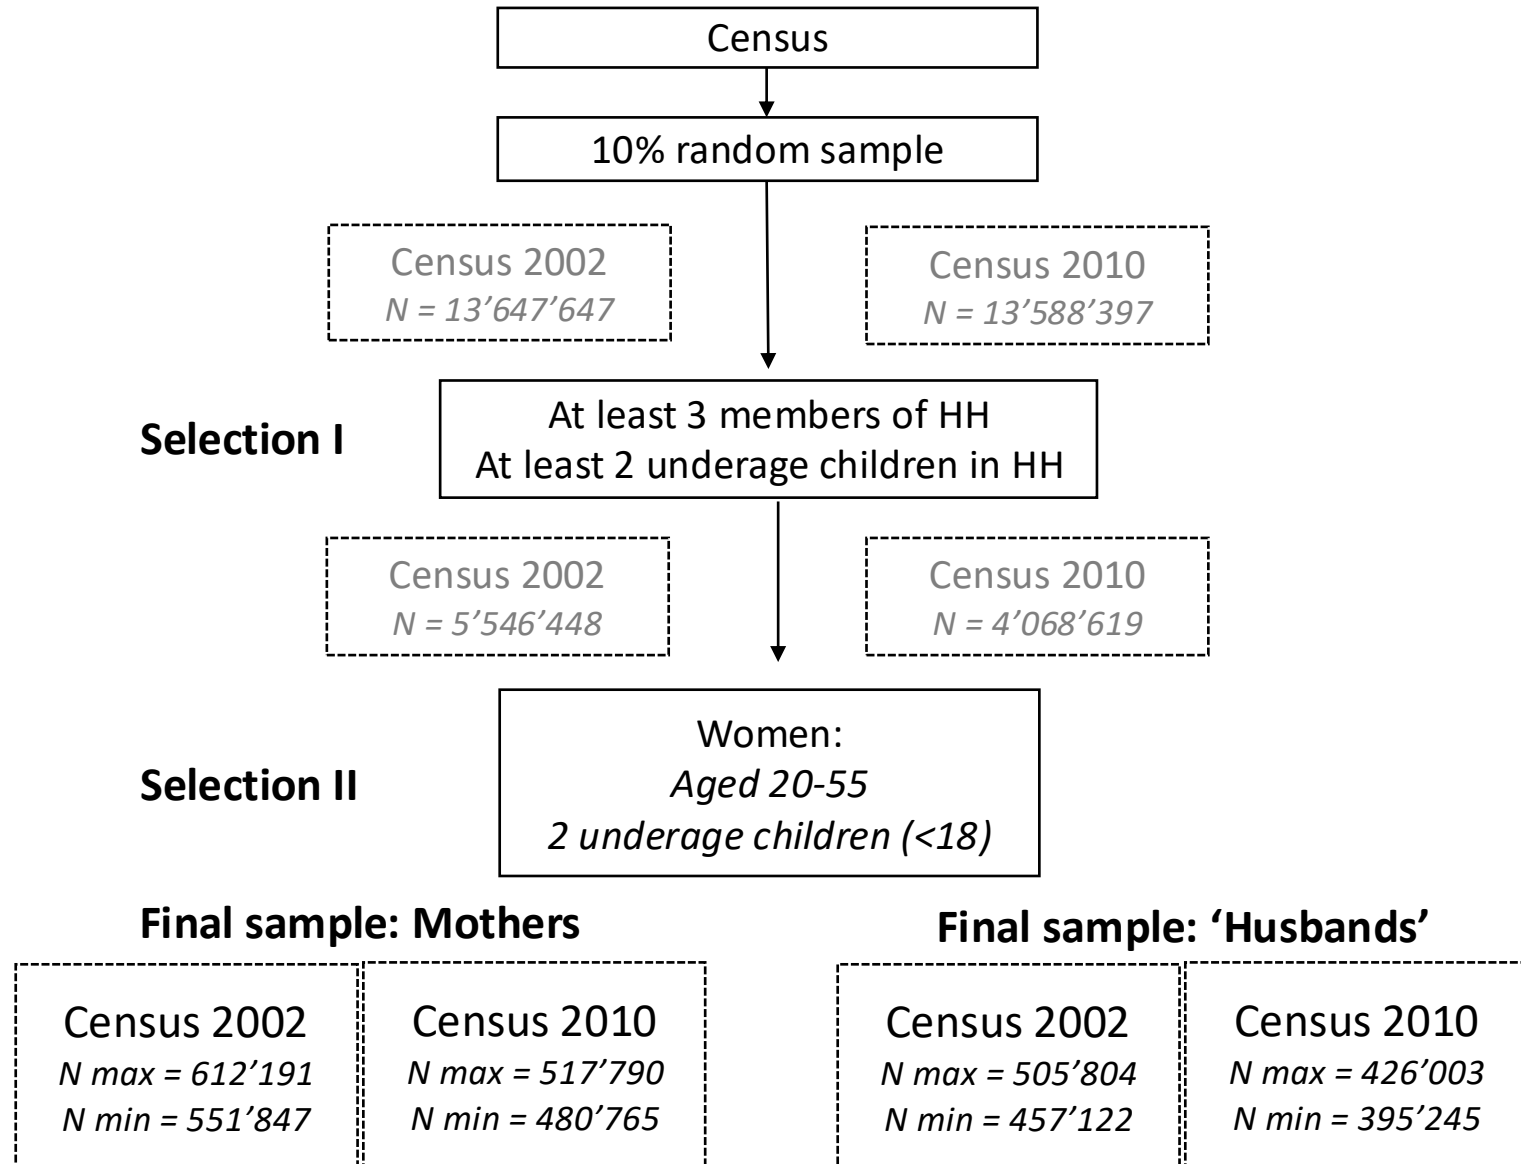 Census
10% random sample
Census 2002
N = 13’647’647
Census 2010
N = 13’588’397
Selection I
At least 3 members of HH
At least 2 underage children in HH
Census 2002
N = 5’546’448
Census 2010
N = 4’068’619
Selection II
Women:
Aged 20-55
2 underage children (<18)
Final sample: Mothers
Final sample: ‘Husbands’
Census 2002
N max = 612’191
N min = 551’847
Census 2010
N max = 517’790
N min = 480’765
Census 2002
N max = 505’804
N min = 457’122
Census 2010
N max = 426’003
N min = 395’245